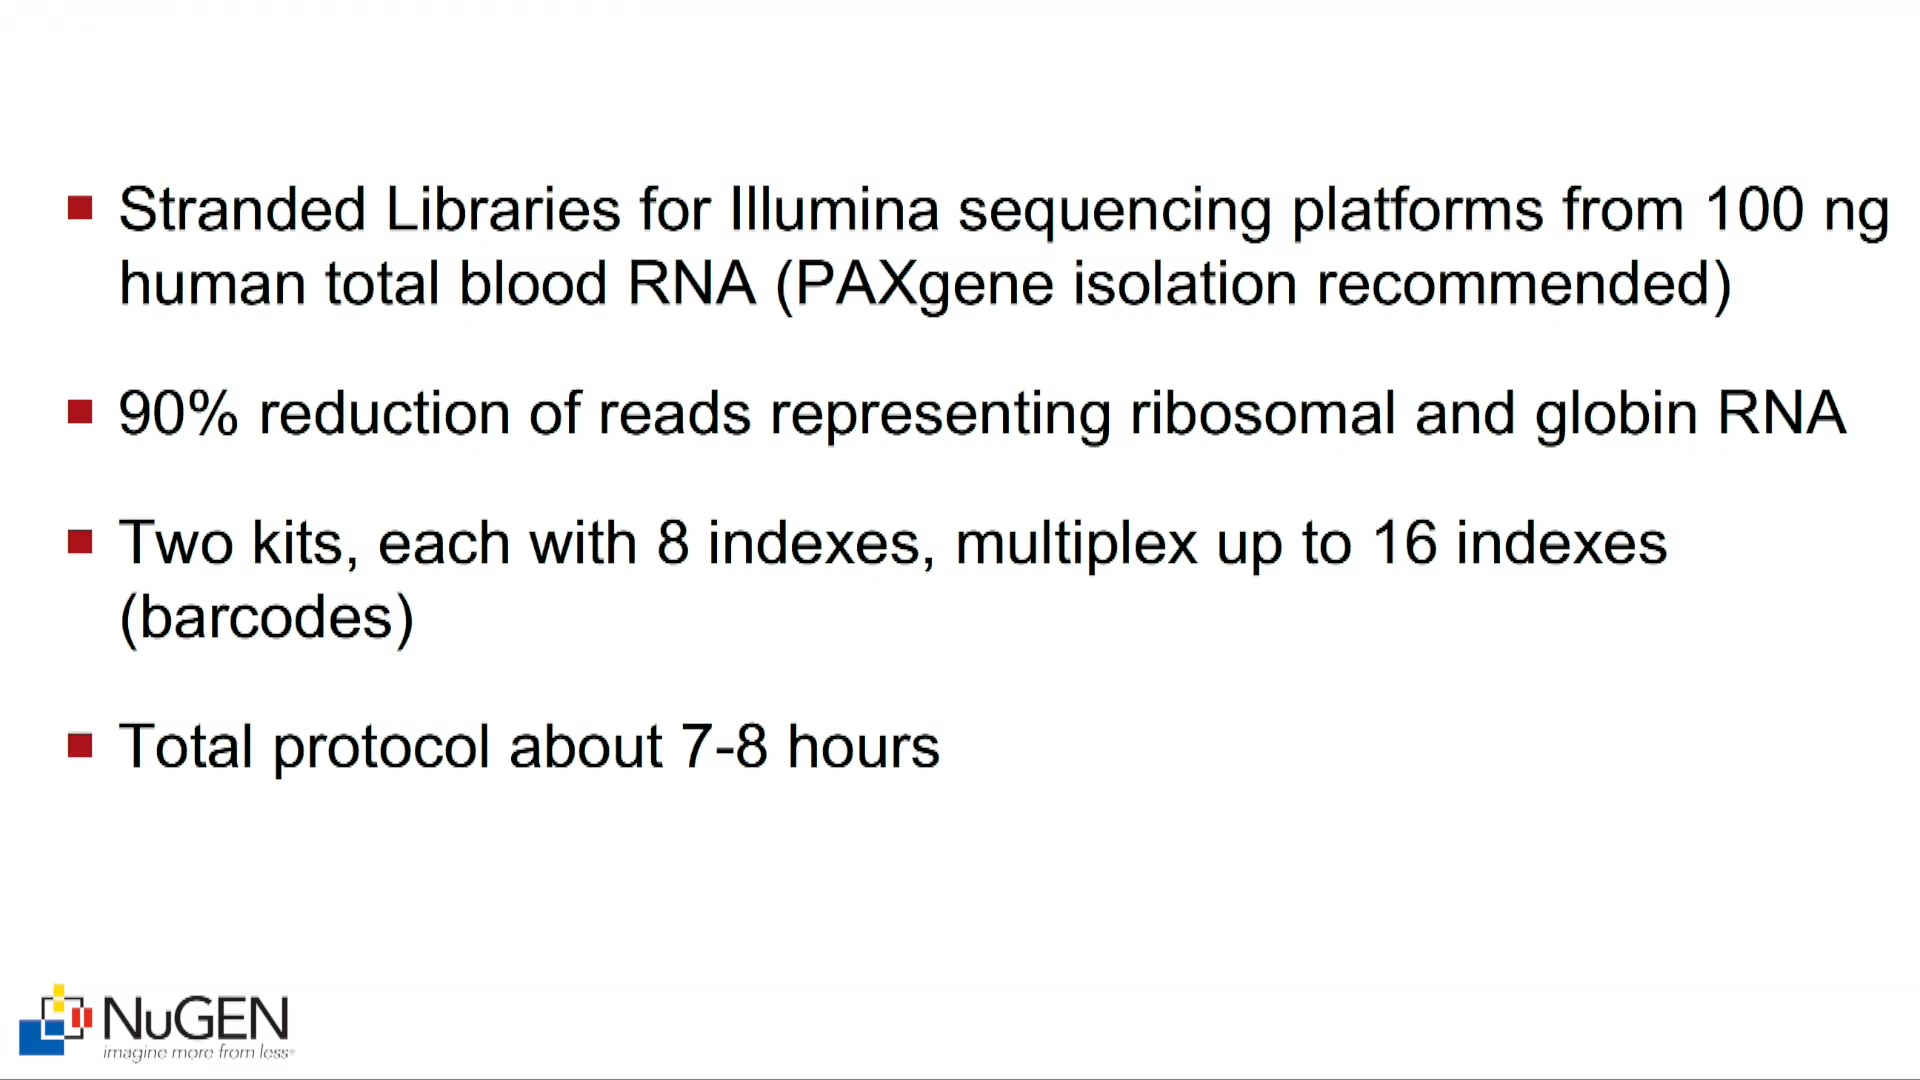 Stranded Libraries for Illumina sequencing platforms from 100 ng
human total blood RNA (PAXgene isolation recommended)
90% reduction of reads representing ribosomal and globin RNA
Two kits, each with 8 indexes, multiplex up to 16 indexes
(barcodes)
Total protocol about 7-8 hours
NuGEN
imagine more from less®